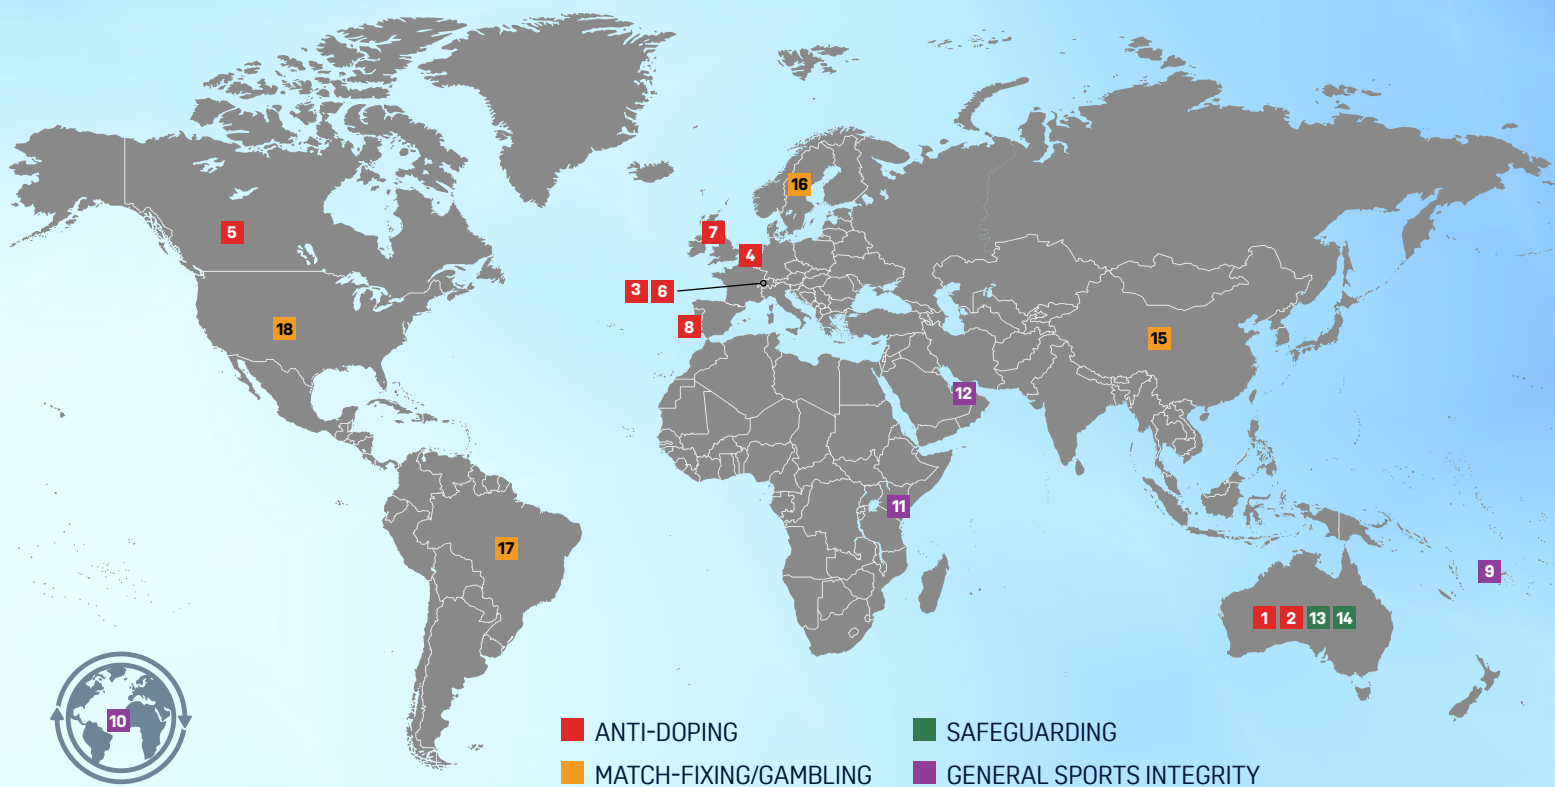 16
5
7
4
3 6
8
18
15
12
11
17
9
1 2 13 14
10
ANTI-DOPING
SAFEGUARDING
MATCH-FIXING/GAMBLING
GENERAL SPORTS INTEGRITY